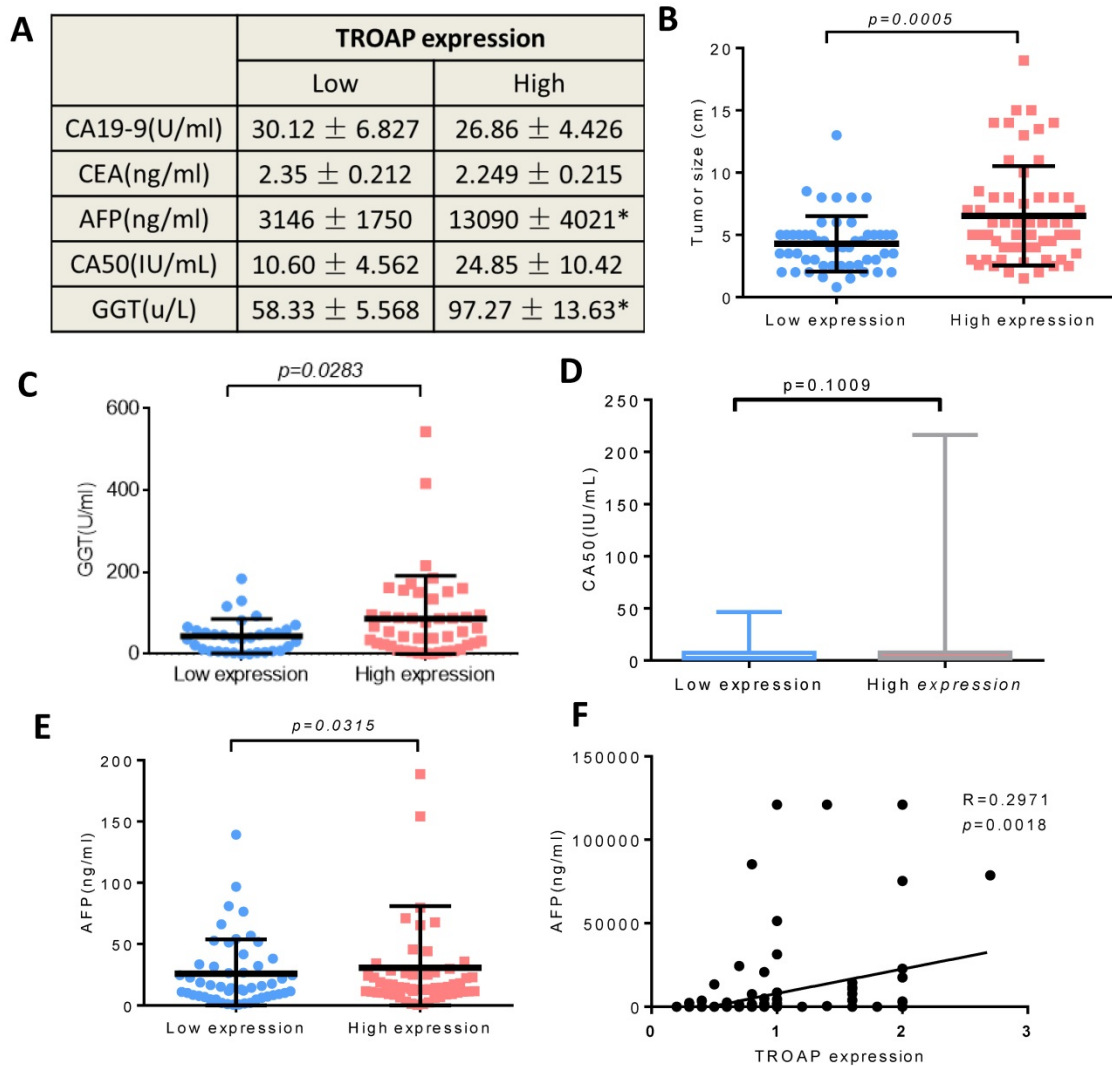 A
TROAP expression
Low High
CA19-9(U/ml) 30.12 ± 6.827 26.86 ± 4.426
CEA(ng/ml) 2.35 ± 0.212 2.249 ± 0.215
AFP(ng/ml) 3146 ± 1750 13090 ± 4021*
CA50(IU/mL) 10.60 ± 4.562 24.85 ± 10.42
GGT(u/L) 58.33 ± 5.568 97.27 ± 13.63*
B
p=0.0005
Tumor size (cm)
20
15
10
5
0
Low expression High expression
C
p=0.0283
GGT(U/ml)
600
400
200
0
Low expression High expression
D
p=0.1009
CA50(IU/mL)
250
200
150
100
50
0
Low expression High expression
E
p=0.0315
AFP(ng/ml)
200
150
100
50
0
Low expression High expression
F
R=0.2971
p=0.0018
AFP(ng/ml)
150000
100000
50000
0
0 1 2 3
TROAP expression